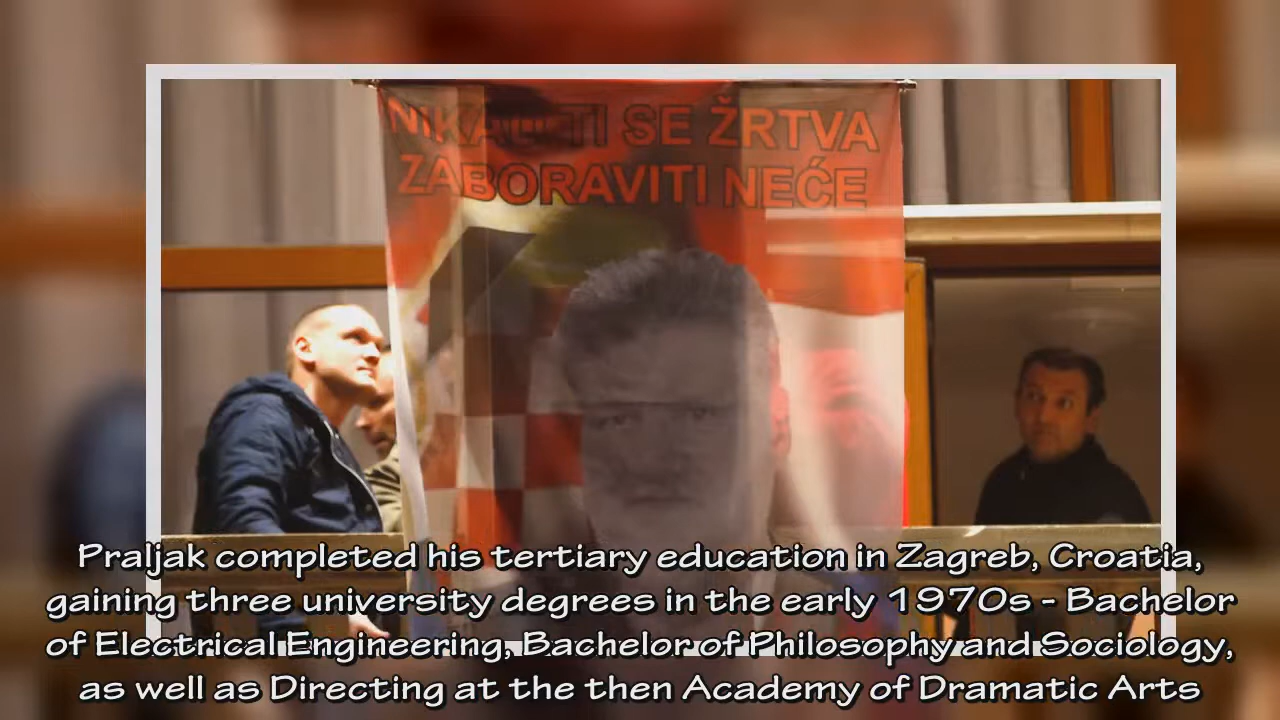 SE ŽRTVA
ZABORAVITI NEĆE
Praljak completed his tertiary education in Zagreb, Croatia,
gaining three university degrees in the early 1970s - Bachelor
of Electrical Engineering, Bachelor of Philosophy and Sociology,
as well as Directing at the then Academy of Dramatic Arts